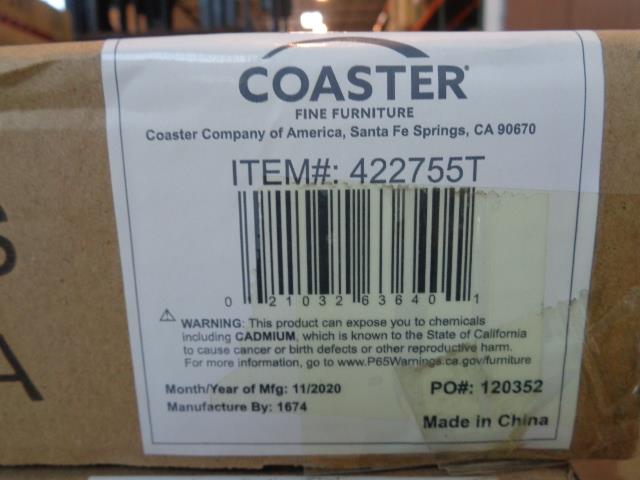 COASTER®
FINE FURNITURE
Coaster Company of America, Santa Fe Springs, CA 90670
ITEM#: 422755T
0 21032 63640 1
⚠ WARNING: This product can expose you to chemicals
including CADMIUM, which is known to the State of California
to cause cancer or birth defects or other reproductive harm.
For more information, go to www.P65Warnings.ca.gov/furniture
Month/Year of Mfg: 11/2020 PO#: 120352
Manufacture By: 1674
Made in China
S
A